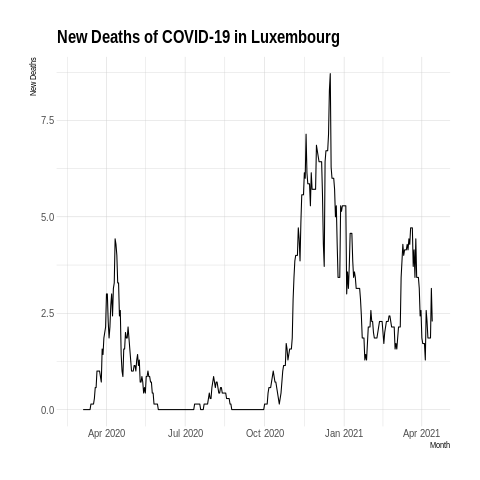 New Deaths of COVID-19 in Luxembourg
New Deaths
7.5
5.0
2.5
0.0
Apr 2020 Jul 2020 Oct 2020 Jan 2021 Apr 2021
Month